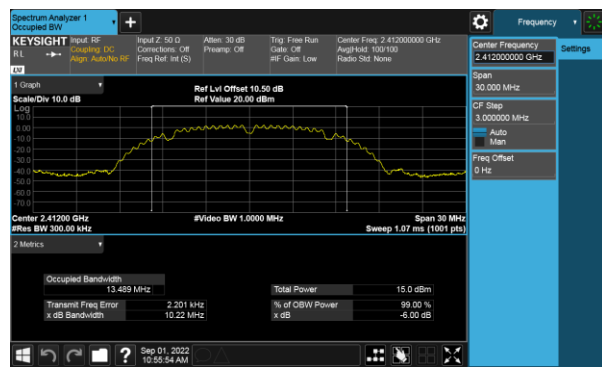 Spectrum Analyzer 1
Occupied BW
Frequency
KEYSIGHT
Input: RF
Coupling: DC
Align: Auto/No RF
Input Z: 50 Ω
Corrections: Off
Freq Ref: Int (S)
Atten: 30 dB
Preamp: Off
Trig: Free Run
Gate: Off
#IF Gain: Low
Center Freq: 2.412000000 GHz
Avg|Hold: 100/100
Radio Std: None
RL
LXI
Center Frequency
2.412000000 GHz
Settings
Span
30.000 MHz
CF Step
3.000000 MHz
Auto
Man
Freq Offset
0 Hz
1 Graph
Scale/Div 10.0 dB
Ref Lvl Offset 10.50 dB
Ref Value 20.00 dBm
Log
10.0
0.00
-10.0
-20.0
-30.0
-40.0
-50.0
-60.0
-70.0
Center 2.41200 GHz
#Res BW 300.00 kHz
#Video BW 1.0000 MHz
Span 30 MHz
Sweep 1.07 ms (1001 pts)
2 Metrics
Occupied Bandwidth
13.489 MHz
Total Power 15.0 dBm
Transmit Freq Error 2.201 kHz
% of OBW Power 99.00 %
x dB Bandwidth 10.22 MHz
x dB -6.00 dB
?
Sep 01, 2022
10:55:54 AM